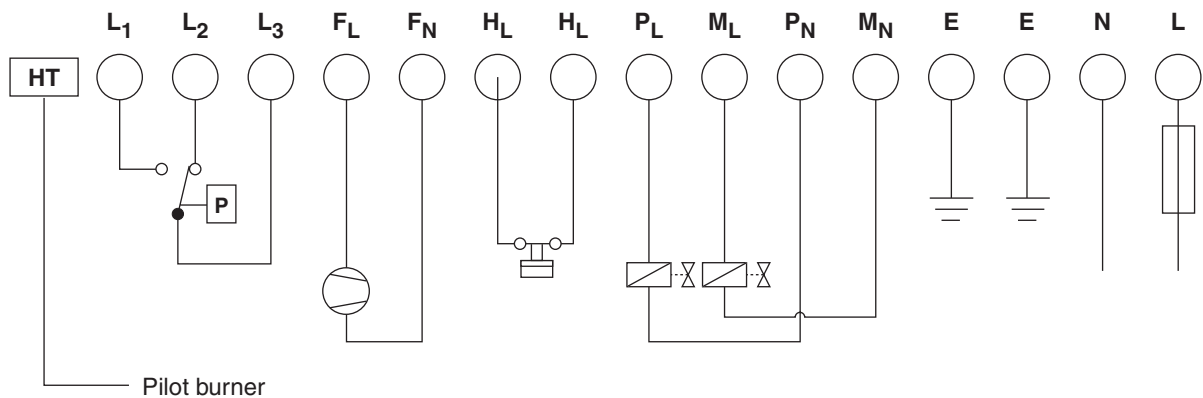 L1 L2 L3 FL FN HL HL PL ML PN MN E E N L
HT
P
Pilot burner